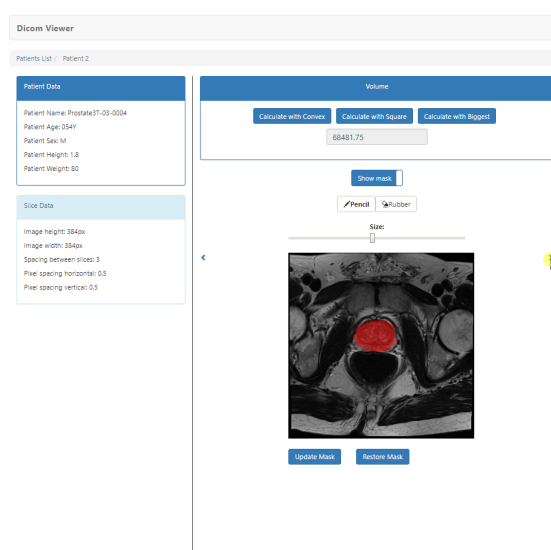 Dicom Viewer
Patients List / Patient 2
Patient Data
Patient Name: Prostate3T-03-0004
Patient Age: 054Y
Patient Sex: M
Patient Height: 1.8
Patient Weight: 80
Slice Data
Image height: 384px
Image width: 384px
Spacing between slices: 3
Pixel spacing horizontal: 0.5
Pixel spacing vertical: 0.5
Volume
Calculate with Convex Calculate with Square Calculate with Biggest
68481.75
Show mask
Pencil Rubber
Size:
Update Mask Restore Mask